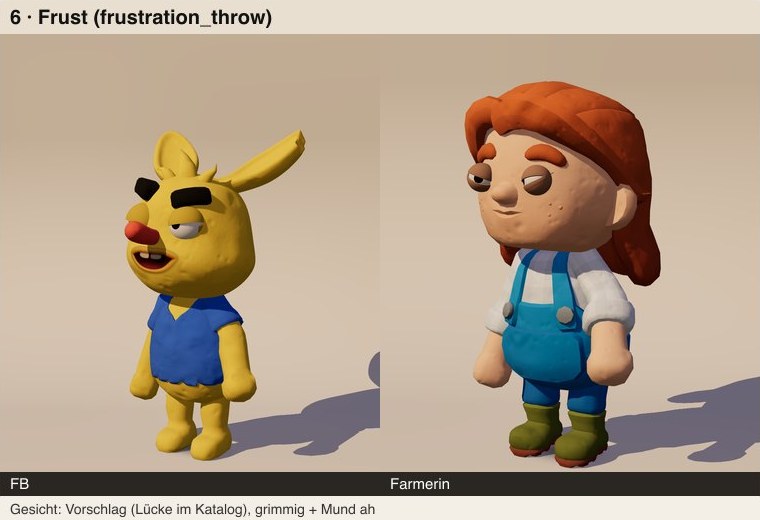 6 · Frust (frustration_throw)
FB
Farmerin
Gesicht: Vorschlag (Lücke im Katalog), grimmig + Mund ah